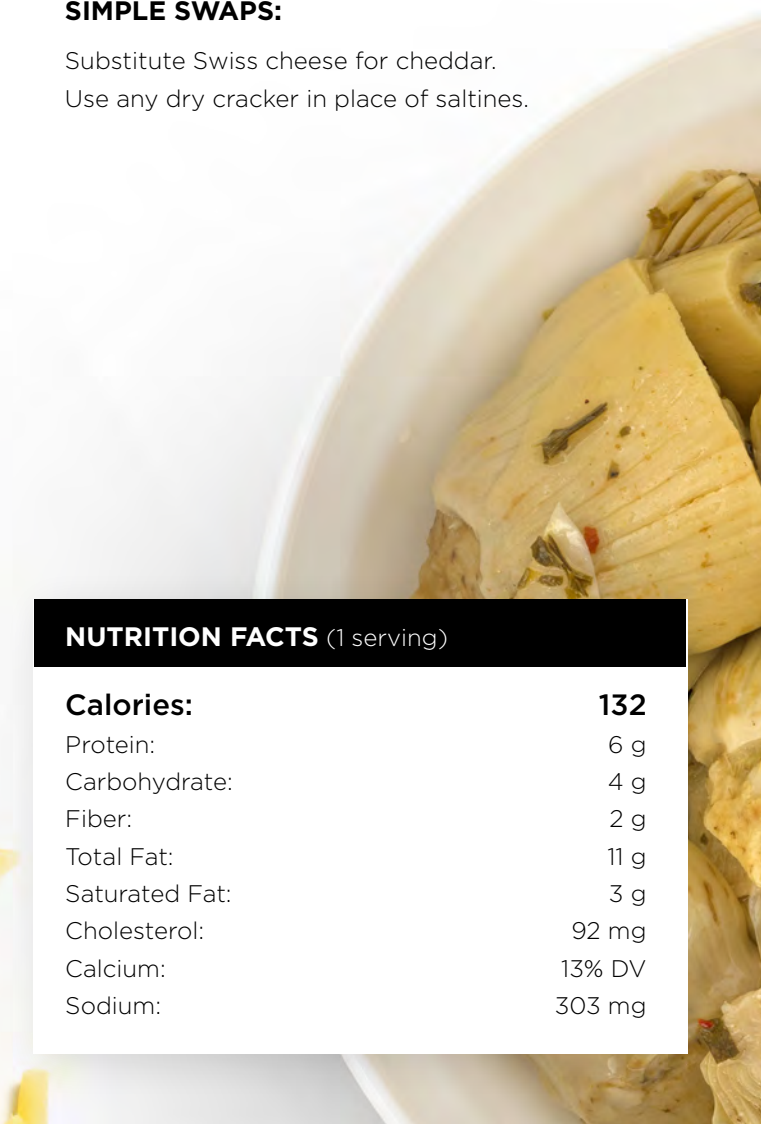 SIMPLE SWAPS:
Substitute Swiss cheese for cheddar.
Use any dry cracker in place of saltines.
NUTRITION FACTS (1 serving)
Calories: 132
Protein: 6 g
Carbohydrate: 4 g
Fiber: 2 g
Total Fat: 11 g
Saturated Fat: 3 g
Cholesterol: 92 mg
Calcium: 13% DV
Sodium: 303 mg